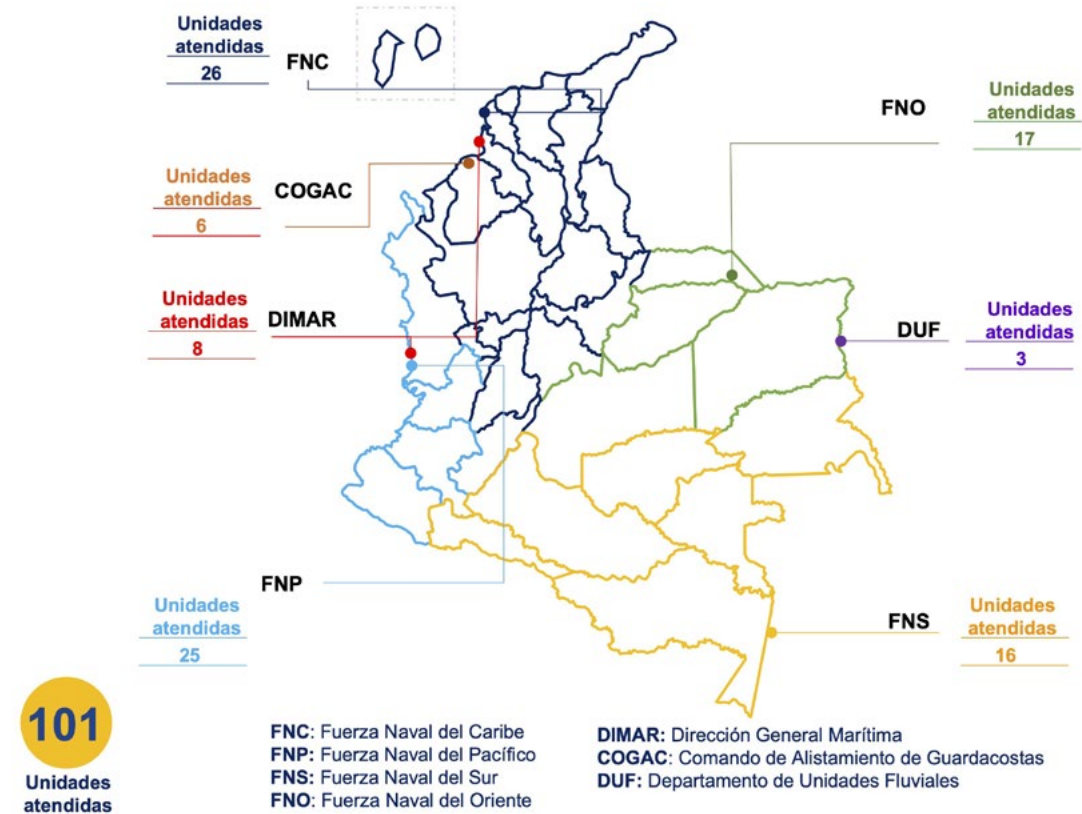 Unidades
atendidas
26
FNC
FNO
Unidades
atendidas
17
Unidades
atendidas
6
COGAC
Unidades
atendidas
8
DIMAR
DUF
Unidades
atendidas
3
FNP
Unidades
atendidas
25
FNS
Unidades
atendidas
16
101
Unidades
atendidas
FNC: Fuerza Naval del Caribe
FNP: Fuerza Naval del Pacífico
FNS: Fuerza Naval del Sur
FNO: Fuerza Naval del Oriente
DIMAR: Dirección General Marítima
COGAC: Comando de Alistamiento de Guardacostas
DUF: Departamento de Unidades Fluviales